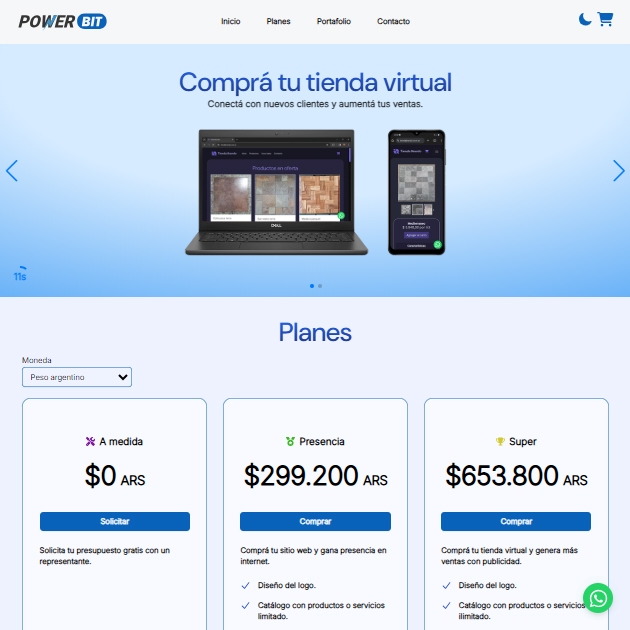 POWER BIT
Inicio Planes Portafolio Contacto
Comprá tu tienda virtual
Conectá con nuevos clientes y aumentá tus ventas.
Productos en oferta
DELL
11s
Planes
Moneda
Peso argentino
A medida
$0 ARS
Solicitar
Solicita tu presupuesto gratis con un
representante.
Presencia
$299.200 ARS
Comprar
Comprá tu sitio web y gana presencia en
internet.
Diseño del logo.
Catálogo con productos o servicios
limitado.
Super
$653.800 ARS
Comprar
Comprá tu tienda virtual y genera más
ventas con publicidad.
Diseño del logo.
Catálogo con productos o servicios
ilimitado.